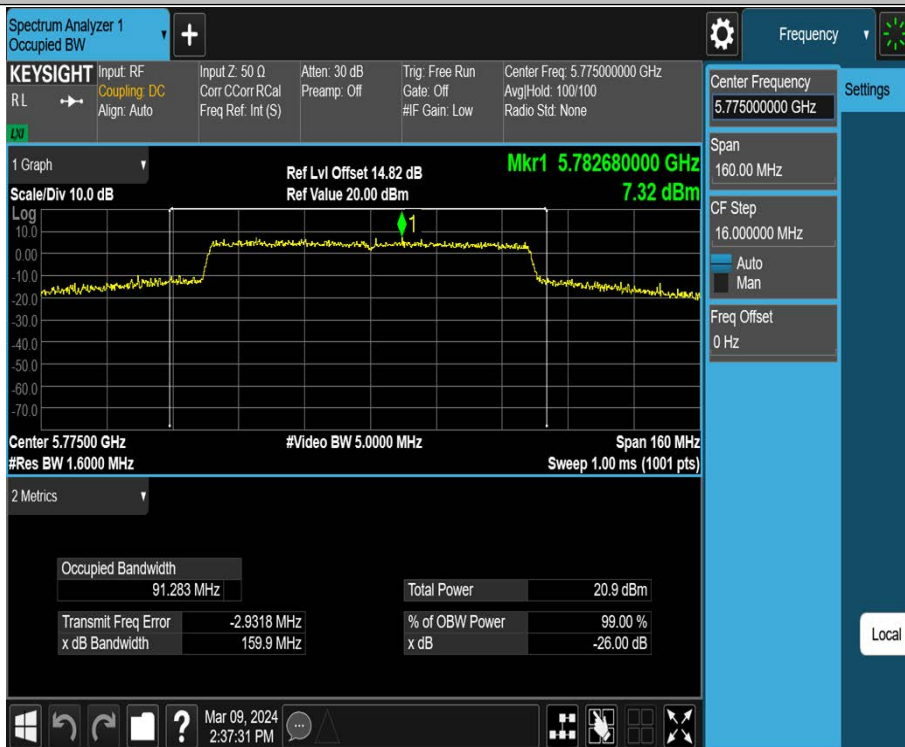 Spectrum Analyzer 1
Occupied BW
Frequency
KEYSIGHT
RL
LXI
Input: RF
Coupling: DC
Align: Auto
Input Z: 50 Ω
Corr CCorr RCal
Freq Ref: Int (S)
Atten: 30 dB
Preamp: Off
Trig: Free Run
Gate: Off
#IF Gain: Low
Center Freq: 5.775000000 GHz
Avg|Hold: 100/100
Radio Std: None
Center Frequency
5.775000000 GHz
Settings
Span
160.00 MHz
CF Step
16.000000 MHz
Auto
Man
Freq Offset
0 Hz
Local
1 Graph
Scale/Div 10.0 dB
Ref Lvl Offset 14.82 dB
Ref Value 20.00 dBm
Mkr1 5.782680000 GHz
7.32 dBm
Log
10.0
0.00
-10.0
-20.0
-30.0
-40.0
-50.0
-60.0
-70.0
1
Center 5.77500 GHz
#Video BW 5.0000 MHz
Span 160 MHz
#Res BW 1.6000 MHz
Sweep 1.00 ms (1001 pts)
2 Metrics
Occupied Bandwidth
91.283 MHz
Total Power 20.9 dBm
Transmit Freq Error -2.9318 MHz
% of OBW Power 99.00 %
x dB Bandwidth 159.9 MHz
x dB -26.00 dB
?
Mar 09, 2024
2:37:31 PM